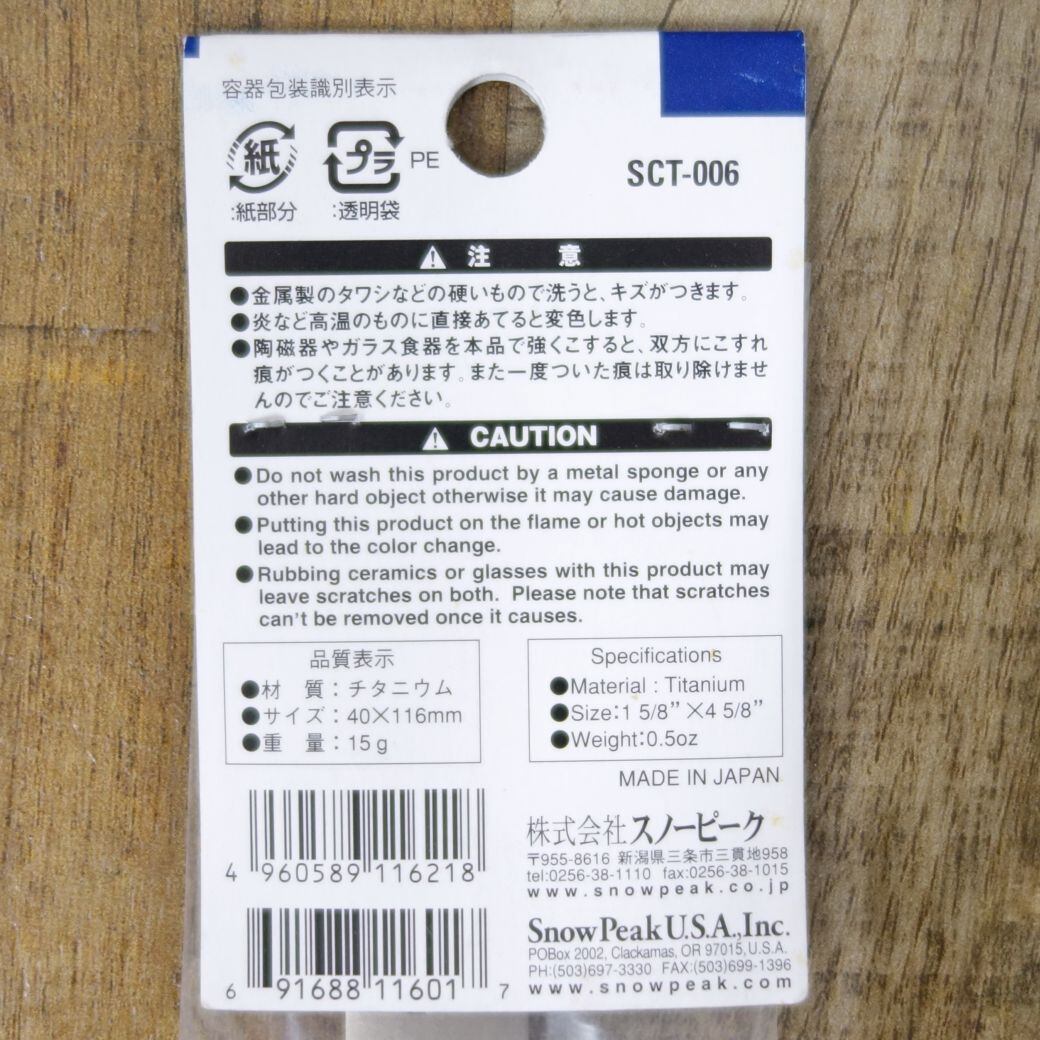 容器包装識別表示
紙
プラ
PE
:紙部分
:透明袋
SCT-006
注 意
●金属製のタワシなどの硬いもので洗うと、キズがつきます。
●炎など高温のものに直接あてると変色します。
●陶磁器やガラス食器を本品で強くこすると、双方にこすれ
痕がつくことがあります。また一度ついた痕は取り除けませ
んのでご注意ください。
CAUTION
●Do not wash this product by a metal sponge or any
other hard object otherwise it may cause damage.
●Putting this product on the flame or hot objects may
lead to the color change.
●Rubbing ceramics or glasses with this product may
leave scratches on both. Please note that scratches
can't be removed once it causes.
品質表示
●材 質：チタニウム
●サイズ：40×116mm
●重 量：15g
Specifications
●Material : Titanium
●Size:1 5/8” ×4 5/8”
●Weight:0.5oz
MADE IN JAPAN
4 960589 116218
6 91688 11601 7
株式会社スノーピーク
〒955-8616 新潟県三条市三貫地958
tel:0256-38-1110 fax:0256-38-1015
www.snowpeak.co.jp
Snow Peak U.S.A.,Inc.
POBox 2002, Clackamas, OR 97015, U.S.A.
PH:(503)697-3330 FAX:(503)699-1396
www.snowpeak.com